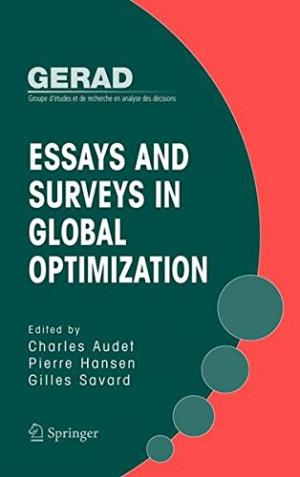 GERAD
Groupe d'études et de recherche en analyse des décisions
ESSAYS AND
SURVEYS IN
GLOBAL
OPTIMIZATION
Edited by
Charles Audet
Pierre Hansen
Gilles Savard
Springer